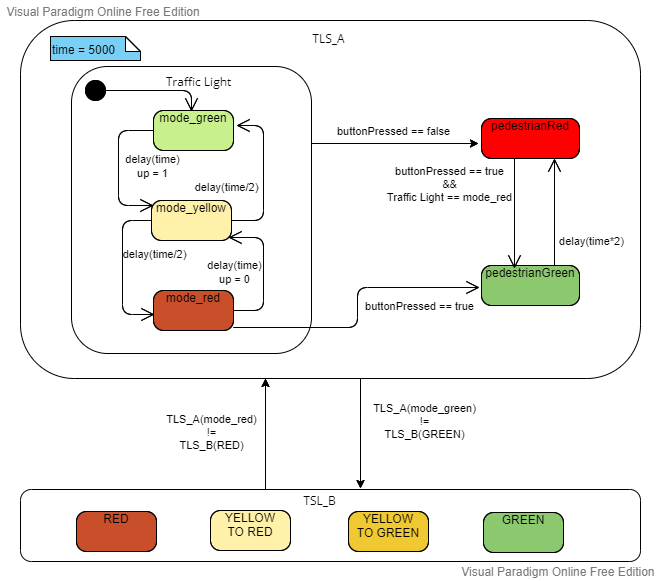 Visual Paradigm Online Free Edition
TLS_A
time = 5000
Traffic Light
mode_green
pedestrianRed
buttonPressed == false
delay(time)
up = 1
buttonPressed == true
&&
Traffic Light == mode_red
delay(time/2)
mode_yellow
delay(time*2)
delay(time/2)
delay(time)
up = 0
pedestrianGreen
mode_red
buttonPressed == true
TLS_A(mode_red)
!=
TLS_B(RED)
TLS_A(mode_green)
!=
TLS_B(GREEN)
TSL_B
RED
YELLOW
TO RED
YELLOW
TO GREEN
GREEN
Visual Paradigm Online Free Edition